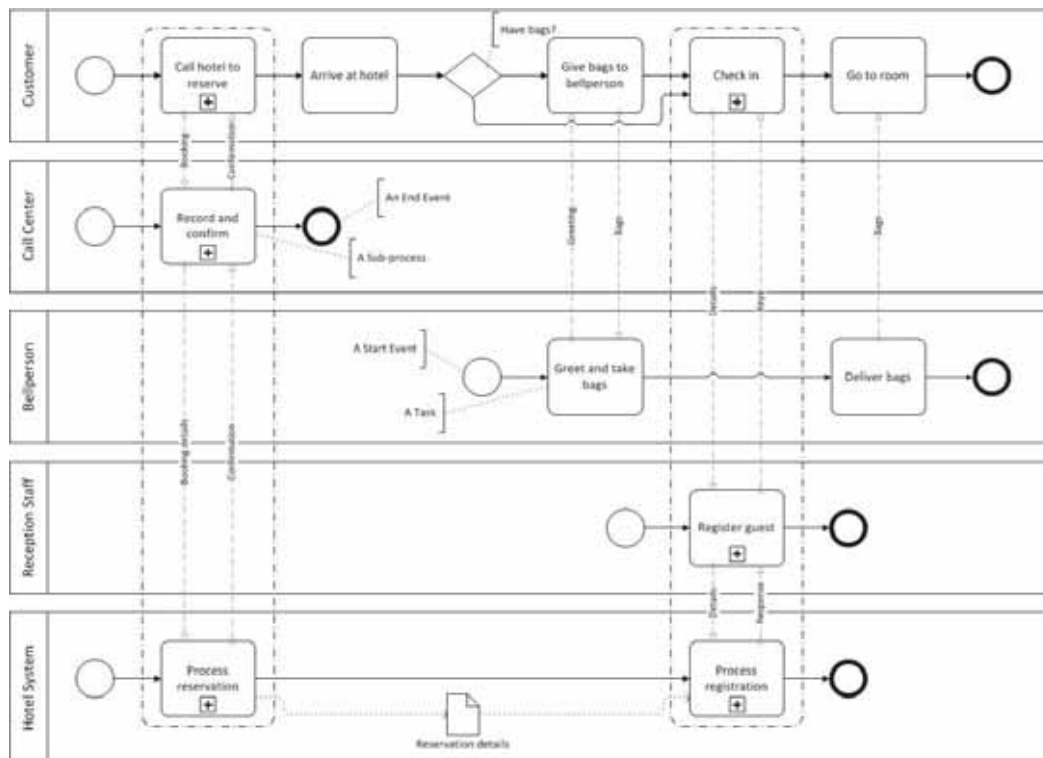 Customer
Call hotel to
reserve
Arrive at hotel
Have bags?
Give bags to
bellperson
Check in
Go to room
Booking
Confirmation
Call Center
Record and
confirm
An End Event
A Sub-process
Greeting
Bags
Details
Keys
Bags
Bellperson
A Start Event
A Task
Greet and take
bags
Deliver bags
Booking details
Confirmation
Reception Staff
Register guest
Details
Response
Hotel System
Process
reservation
Reservation details
Process
registration